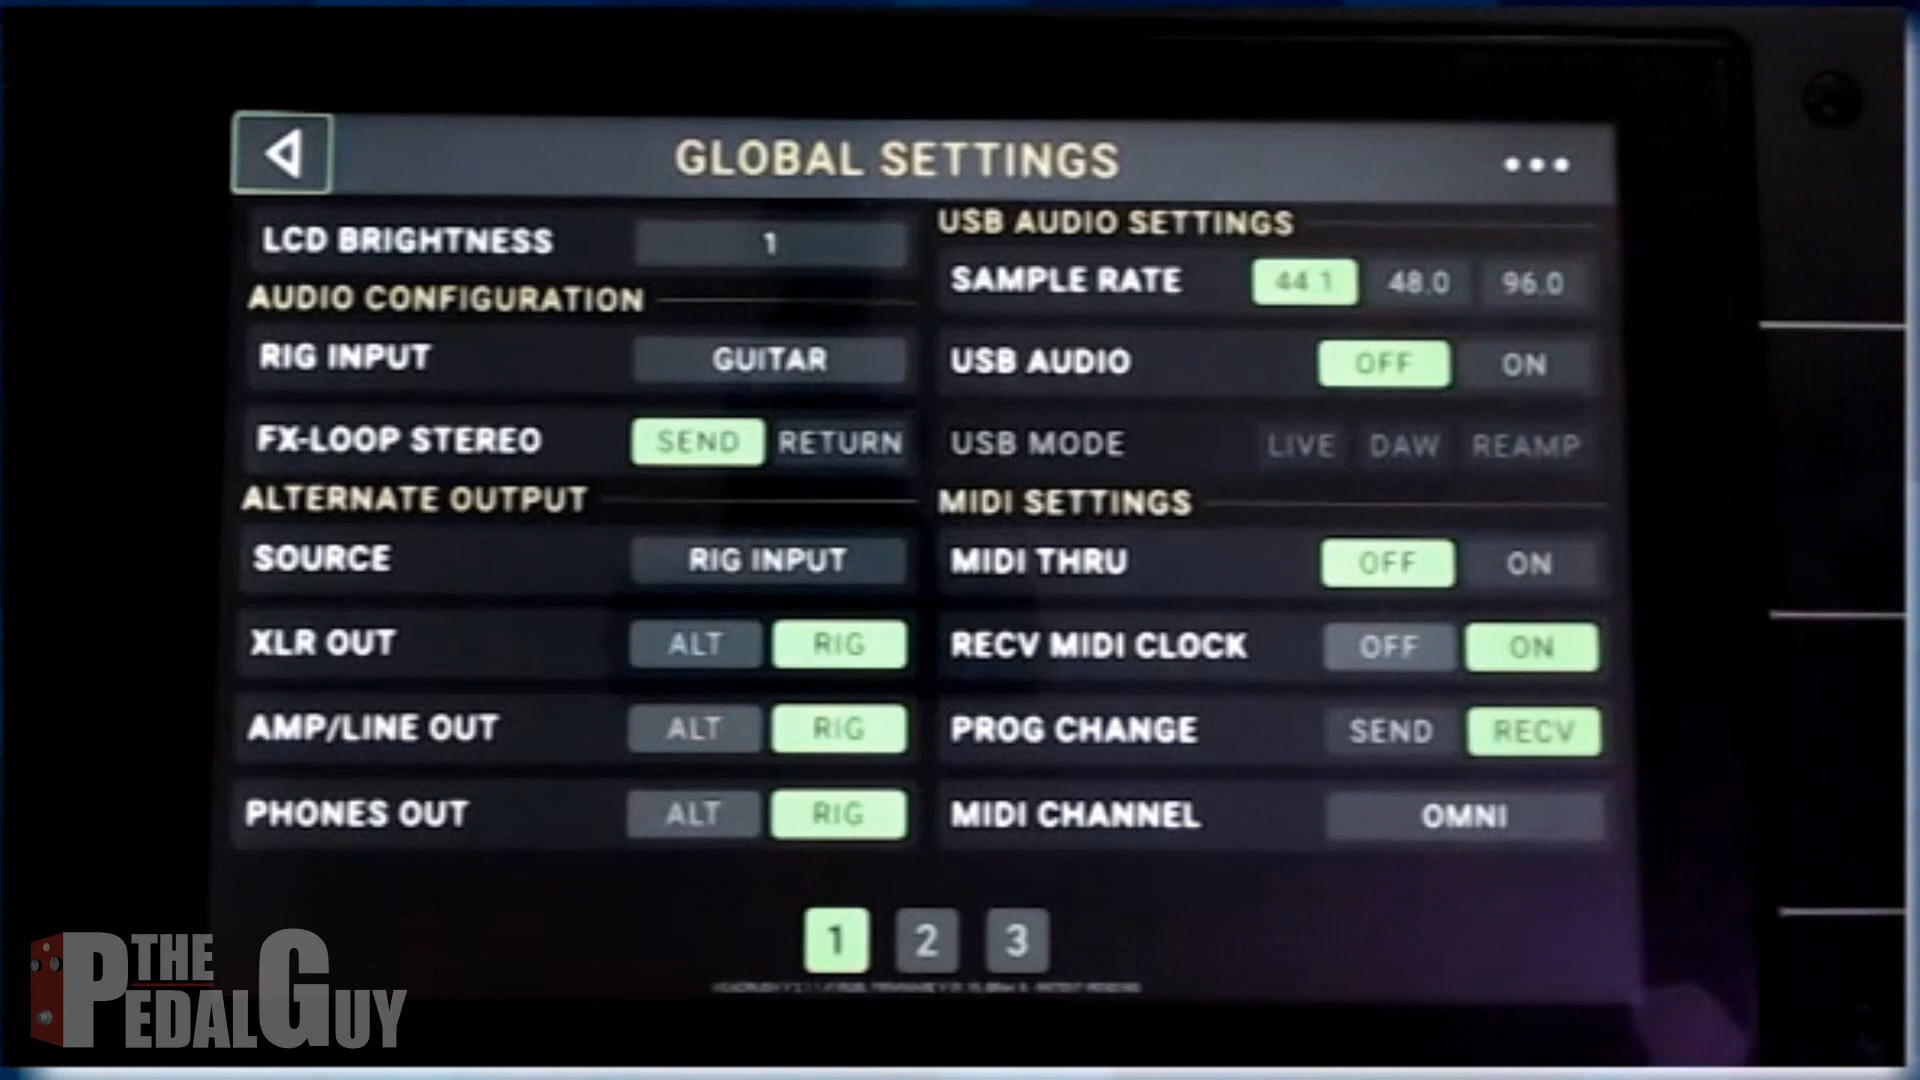 GLOBAL SETTINGS
LCD BRIGHTNESS 1
AUDIO CONFIGURATION
RIG INPUT GUITAR
FX-LOOP STEREO SEND RETURN
ALTERNATE OUTPUT
SOURCE RIG INPUT
XLR OUT ALT RIG
AMP/LINE OUT ALT RIG
PHONES OUT ALT RIG
USB AUDIO SETTINGS
SAMPLE RATE 44.1 48.0 96.0
USB AUDIO OFF ON
USB MODE LIVE DAW REAMP
MIDI SETTINGS
MIDI THRU OFF ON
RECV MIDI CLOCK OFF ON
PROG CHANGE SEND RECV
MIDI CHANNEL OMNI
1 2 3
THE
PEDALGUY